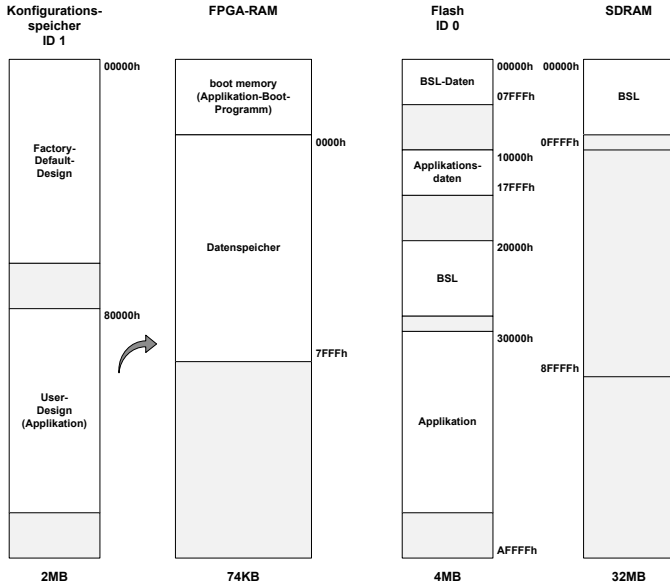 Konfigurations-
speicher
ID 1
FPGA-RAM
Flash
ID 0
SDRAM
00000h
Factory-
Default-
Design
80000h
User-
Design
(Applikation)
2MB
boot memory
(Applikation-Boot-
Programm)
0000h
Datenspeicher
7FFFh
74KB
00000h
BSL-Daten
07FFFh
10000h
Applikations-
daten
17FFFh
20000h
BSL
30000h
Applikation
AFFFFh
4MB
00000h
BSL
0FFFFh
8FFFFh
32MB